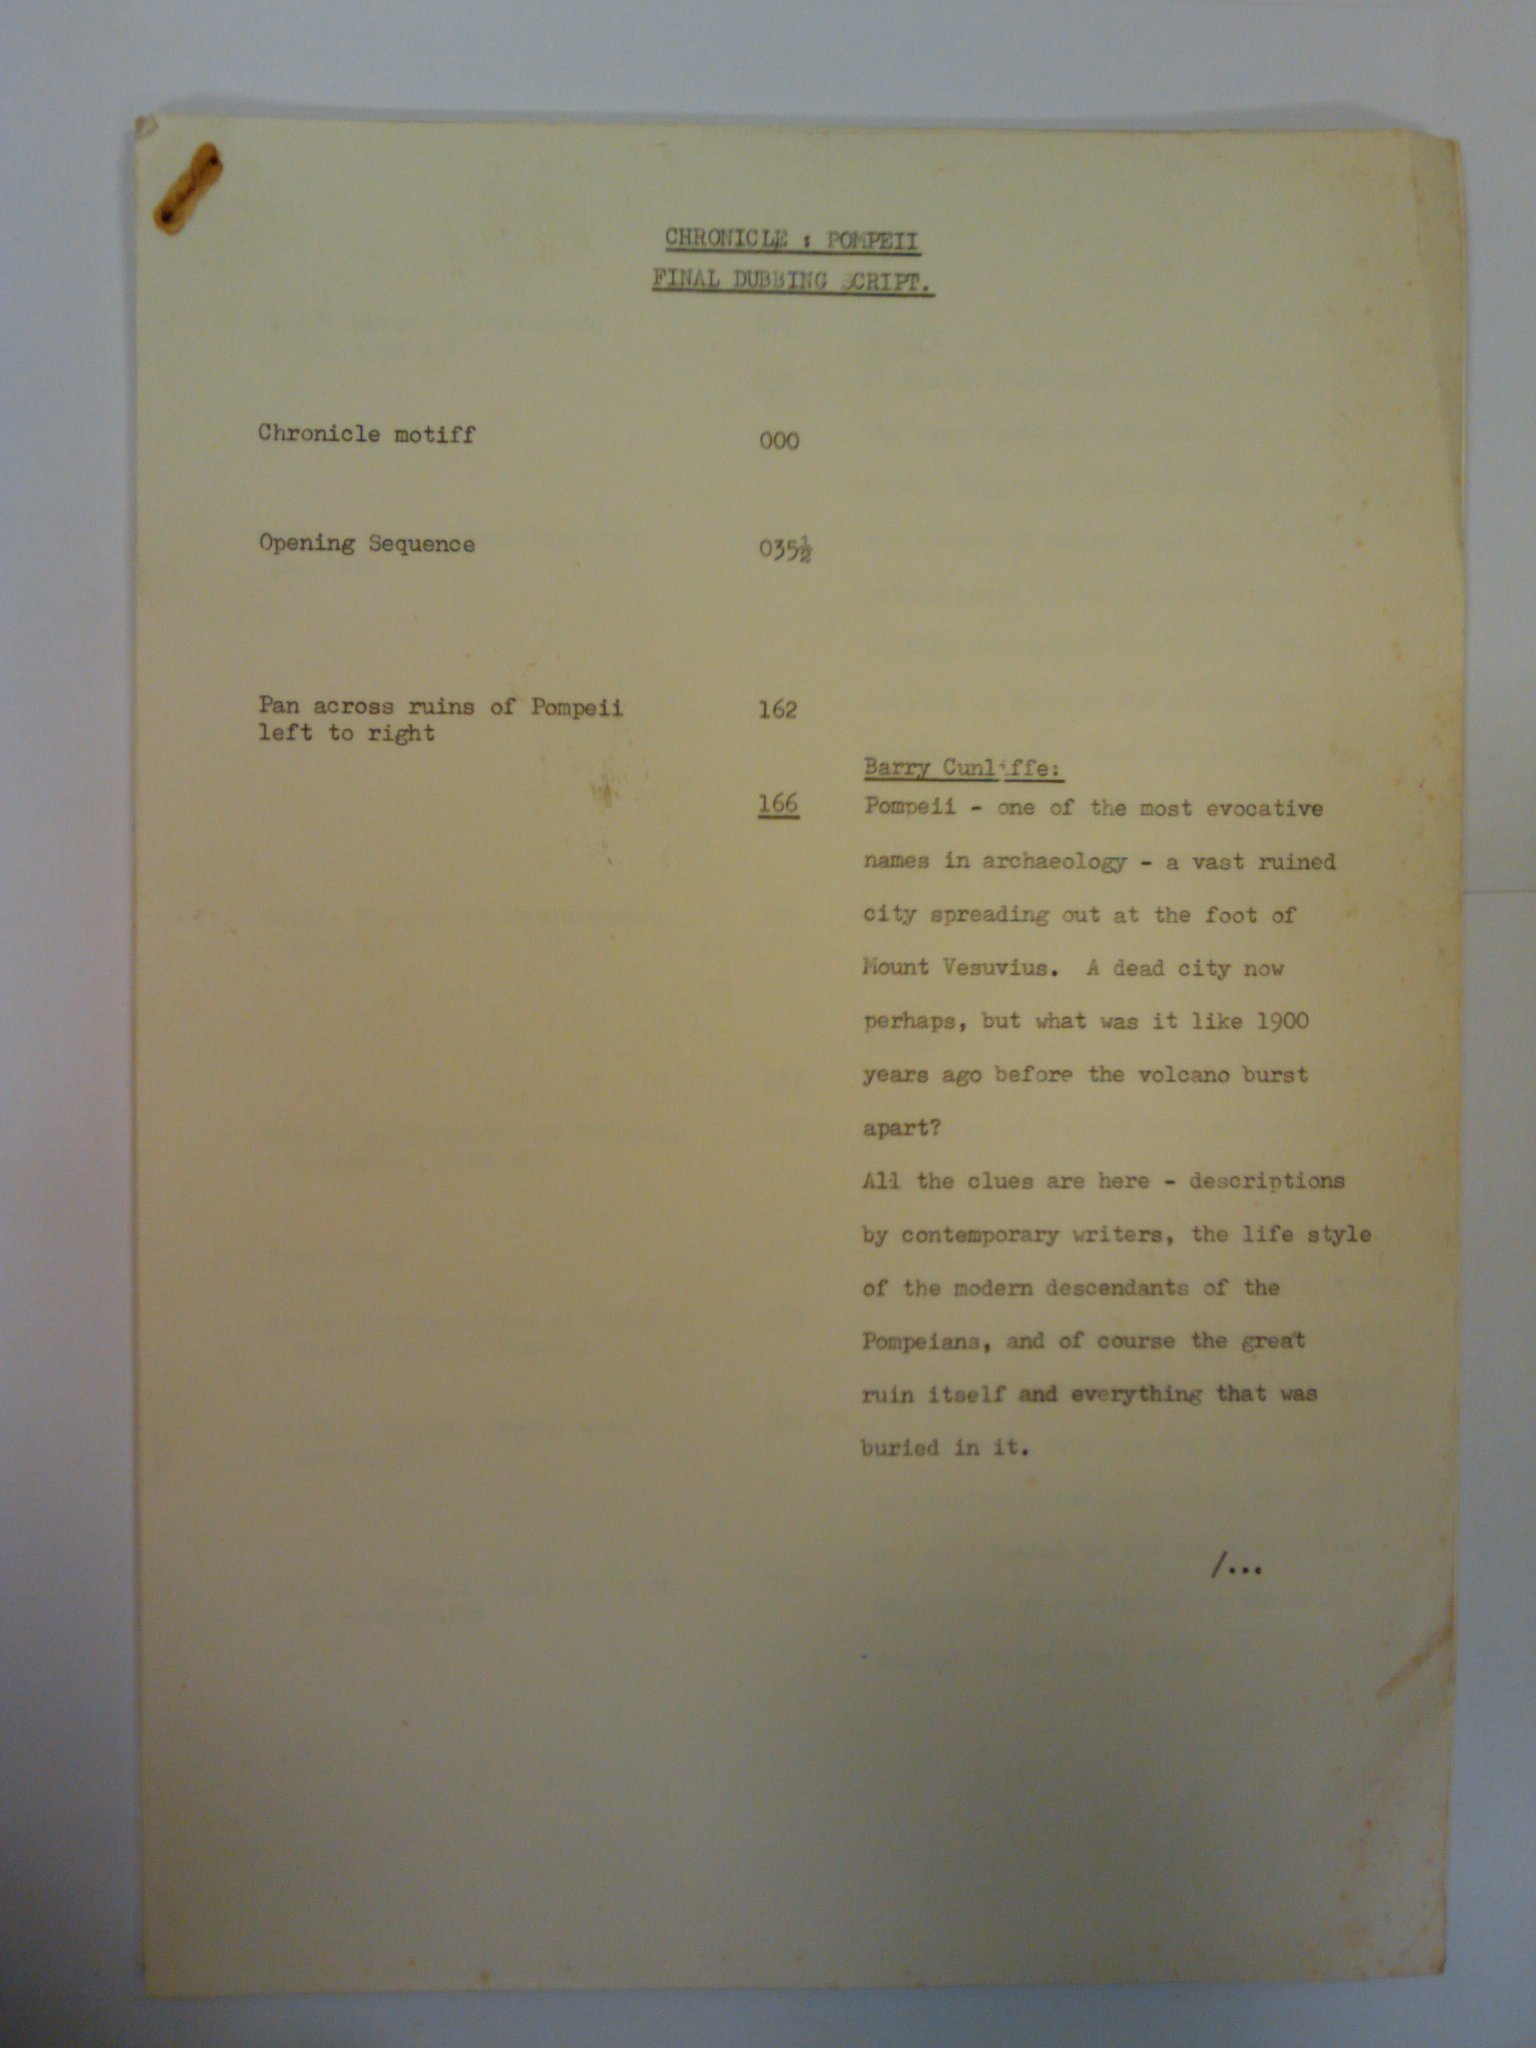 CHRONICLE : POMPEII
FINAL DUBBING SCRIPT.
Chronicle motiff 000
Opening Sequence 035½
Pan across ruins of Pompeii 162
left to right
Barry Cunliffe:
166 Pompeii - one of the most evocative
names in archaeology - a vast ruined
city spreading out at the foot of
Mount Vesuvius. A dead city now
perhaps, but what was it like 1900
years ago before the volcano burst
apart?
All the clues are here - descriptions
by contemporary writers, the life style
of the modern descendants of the
Pompeians, and of course the great
ruin itself and everything that was
buried in it.
/...